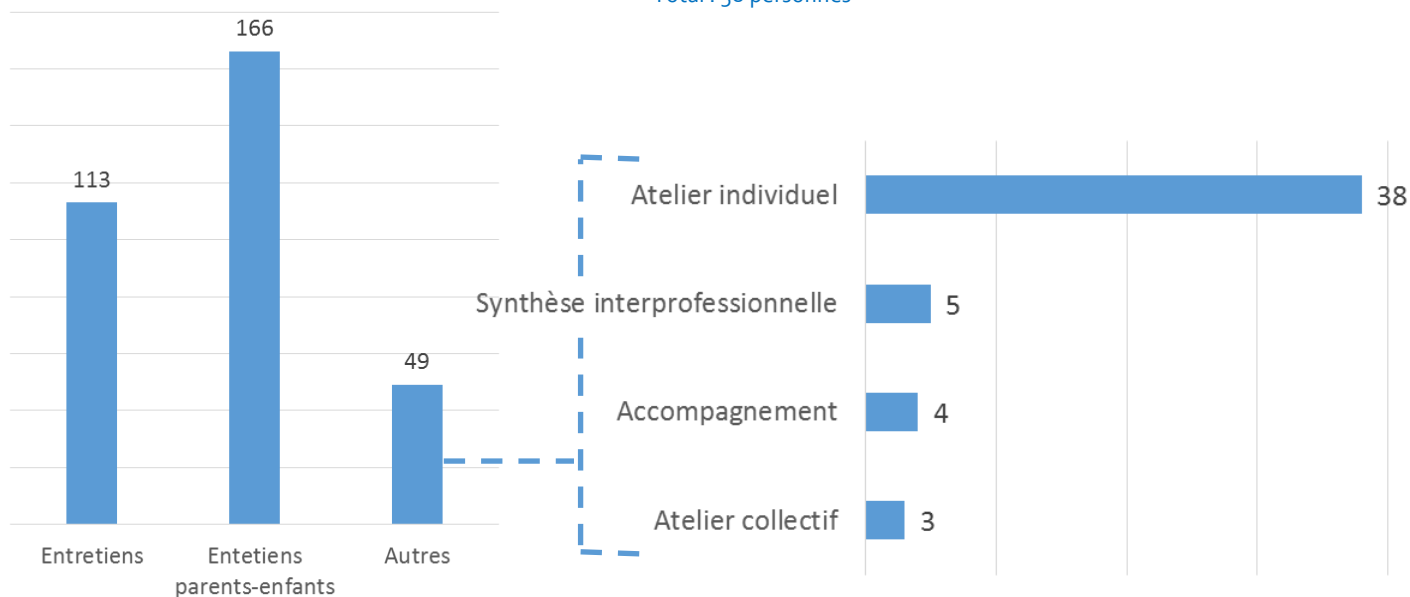 166
113
49
Entretiens
Entetiens
parents-enfants
Autres
Atelier individuel
38
Synthèse interprofessionnelle
5
Accompagnement
4
Atelier collectif
3